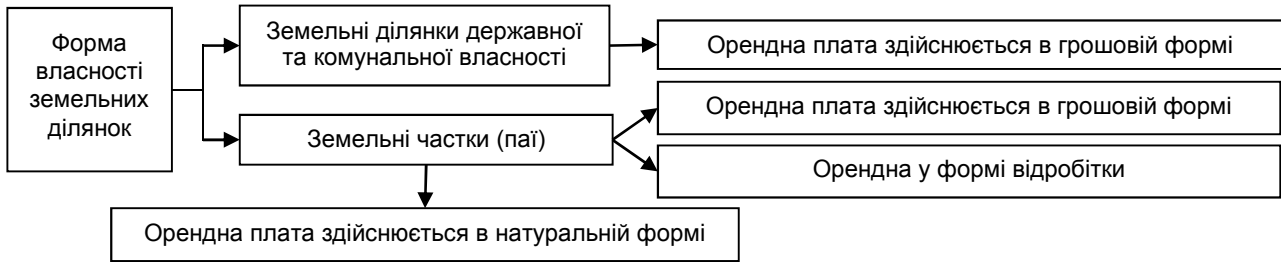 Форма
власності
земельних
ділянок
Земельні ділянки державної
та комунальної власності
Орендна плата здійснюється в грошовій формі
Земельні частки (паї)
Орендна плата здійснюється в грошовій формі
Орендна у формі відробітки
Орендна плата здійснюється в натуральній формі